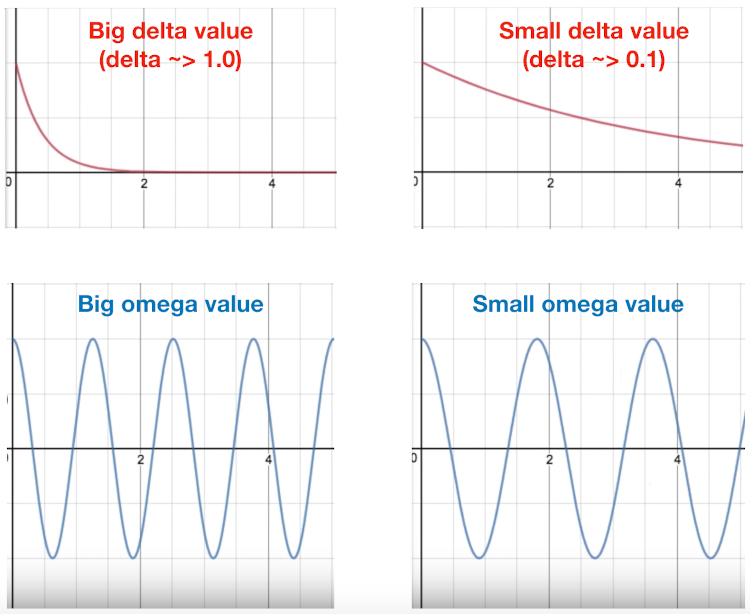 Big delta value
(delta ~> 1.0)
Small delta value
(delta ~> 0.1)
0 2 4
0 2 4
Big omega value
Small omega value
2 4
0 2 4